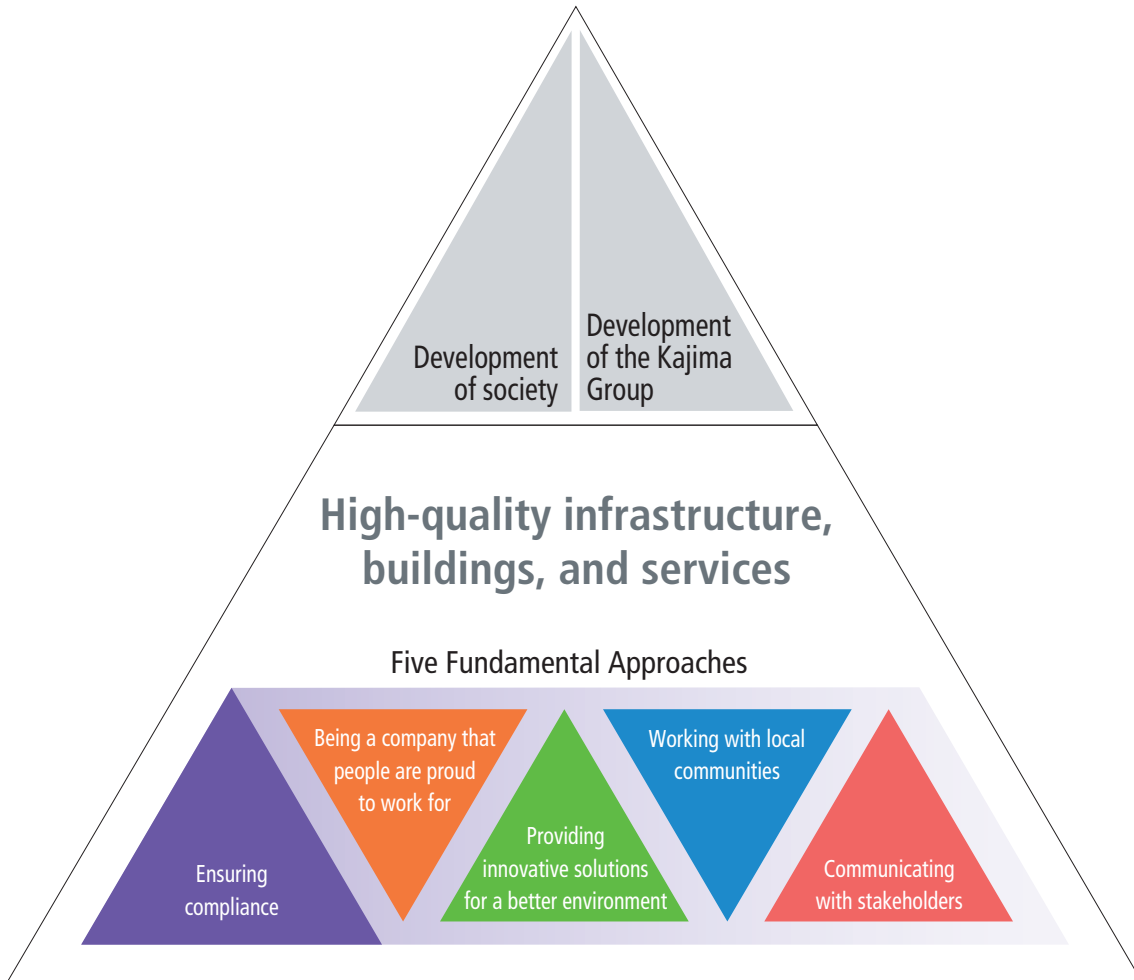 Development
of society
Development
of the Kajima
Group
High-quality infrastructure,
buildings, and services
Five Fundamental Approaches
Ensuring
compliance
Being a company that
people are proud
to work for
Providing
innovative solutions
for a better environment
Working with local
communities
Communicating
with stakeholders